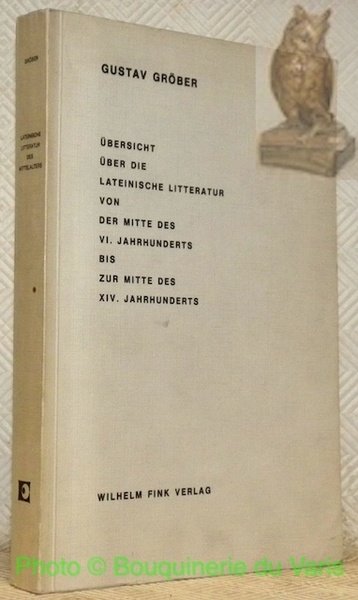 GRÖBER
LATEINISCHE
LITTERATUR
DES
MITTELALTERS
GUSTAV GRÖBER
ÜBERSICHT
ÜBER DIE
LATEINISCHE LITTERATUR
VON
DER MITTE DES
VI. JAHRHUNDERTS
BIS
ZUR MITTE DES
XIV. JAHRHUNDERTS
WILHELM FINK VERLAG
Photo © Bouquinerie du Varis